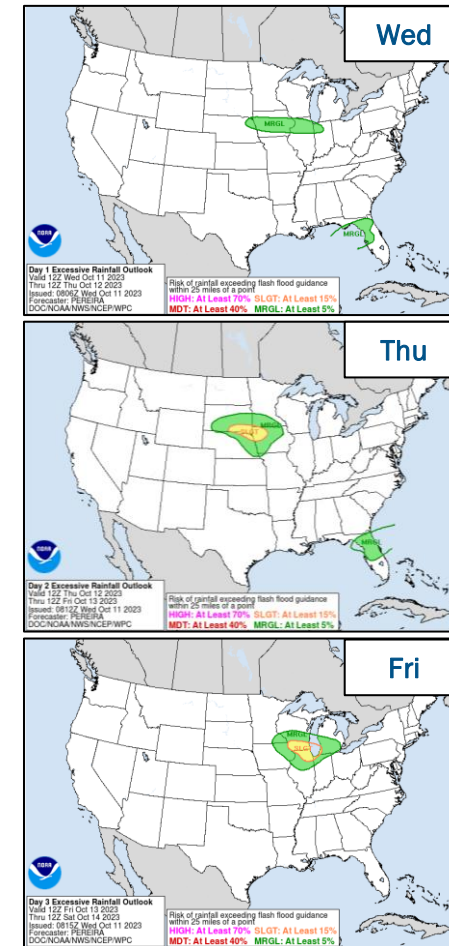 Wed
MRGL
MRGL
NOAA
Day 1 Excessive Rainfall Outlook
Valid 12Z Wed Oct 11 2023
Thru 12Z Thu Oct 12 2023
Issued: 0806Z Wed Oct 11 2023
Forecaster: PEREIRA
DOC/NOAA/NWS/NCEP/WPC
Risk of rainfall exceeding flash flood guidance
within 25 miles of a point
HIGH: At Least 70% SLGT: At Least 15%
MDT: At Least 40% MRGL: At Least 5%
Thu
MRGL
SLGT
MRGL
NOAA
Day 2 Excessive Rainfall Outlook
Valid 12Z Thu Oct 12 2023
Thru 12Z Fri Oct 13 2023
Issued: 0812Z Wed Oct 11 2023
Forecaster: PEREIRA
DOC/NOAA/NWS/NCEP/WPC
Risk of rainfall exceeding flash flood guidance
within 25 miles of a point
HIGH: At Least 70% SLGT: At Least 15%
MDT: At Least 40% MRGL: At Least 5%
Fri
MRGL
SLG
NOAA
Day 3 Excessive Rainfall Outlook
Valid 12Z Fri Oct 13 2023
Thru 12Z Sat Oct 14 2023
Issued: 0815Z Wed Oct 11 2023
Forecaster: PEREIRA
DOC/NOAA/NWS/NCEP/WPC
Risk of rainfall exceeding flash flood guidance
within 25 miles of a point
HIGH: At Least 70% SLGT: At Least 15%
MDT: At Least 40% MRGL: At Least 5%